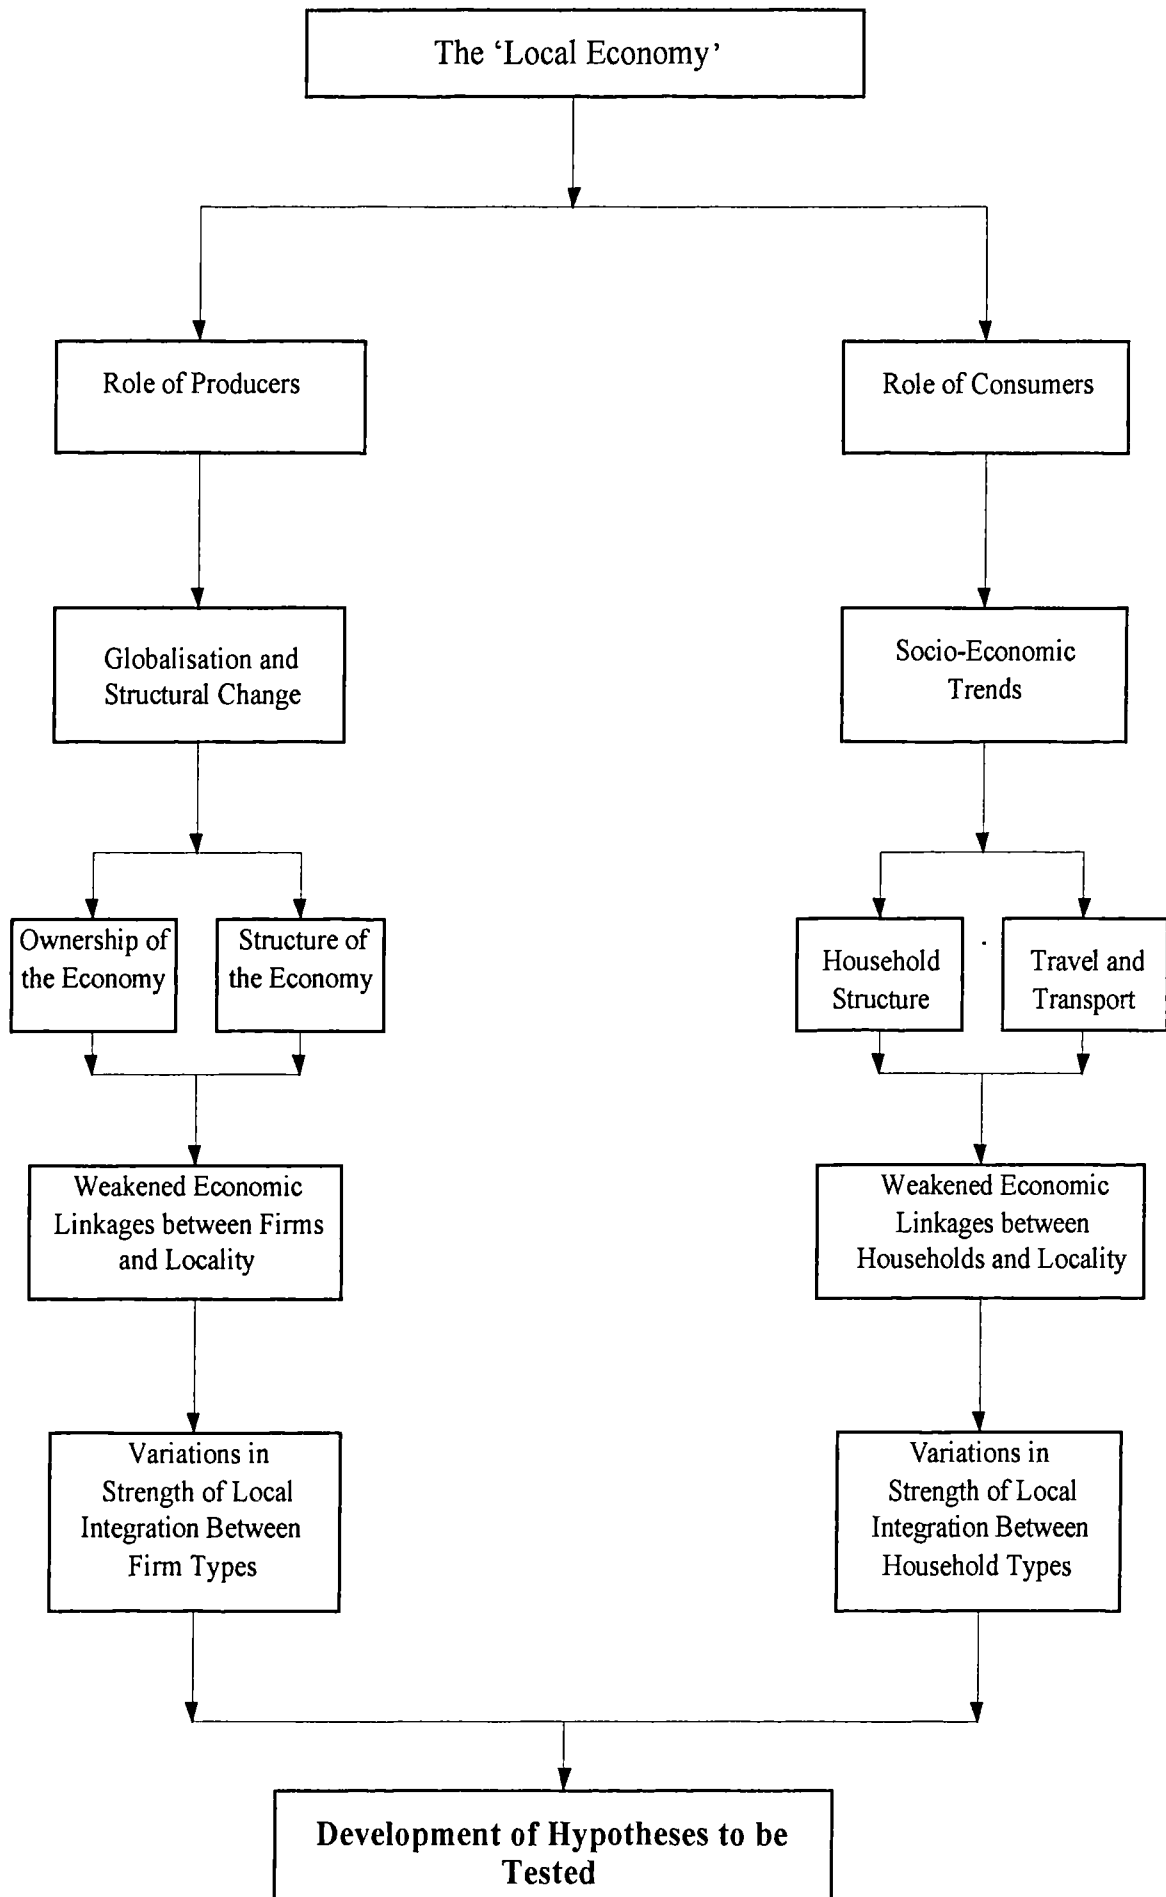 The ‘Local Economy’
Role of Producers
Role of Consumers
Globalisation and
Structural Change
Socio-Economic
Trends
Ownership of
the Economy
Structure of
the Economy
Household
Structure
Travel and
Transport
Weakened Economic
Linkages between Firms
and Locality
Weakened Economic
Linkages between
Households and Locality
Variations in
Strength of Local
Integration Between
Firm Types
Variations in
Strength of Local
Integration Between
Household Types
Development of Hypotheses to be
Tested